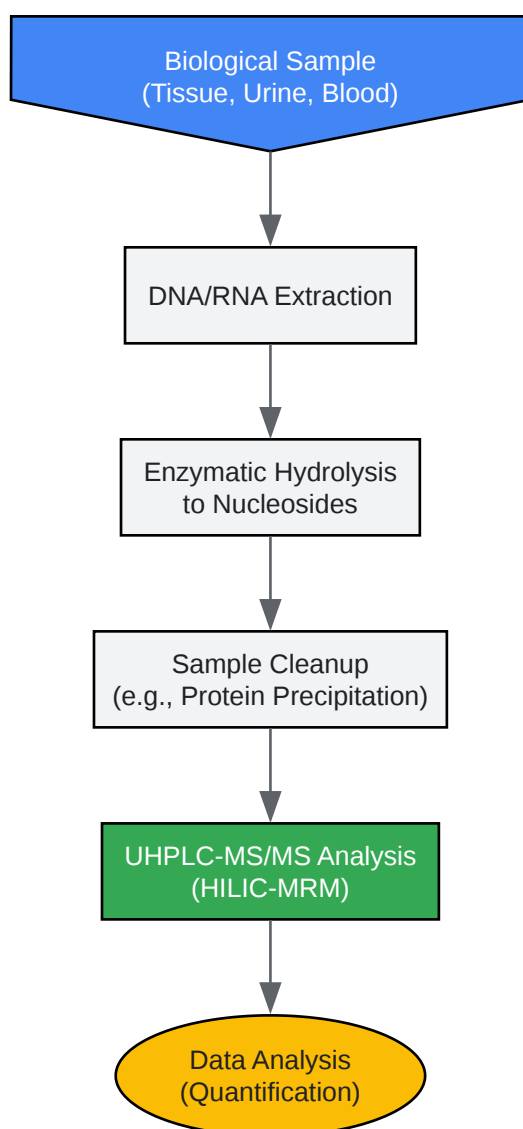 Biological Sample
(Tissue, Urine, Blood)
DNA/RNA Extraction
Enzymatic Hydrolysis
to Nucleosides
Sample Cleanup
(e.g., Protein Precipitation)
UHPLC-MS/MS Analysis
(HILIC-MRM)
Data Analysis
(Quantification)